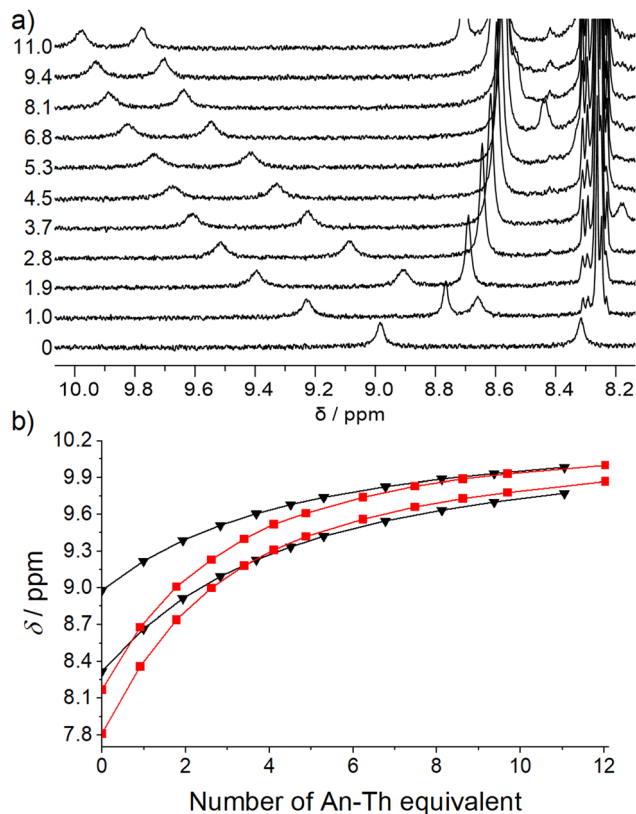 a)
11.0
9.4
8.1
6.8
5.3
4.5
3.7
2.8
1.9
1.0
0
10.0 9.8 9.6 9.4 9.2 9.0 8.8 8.6 8.4 8.2
δ / ppm
b)
10.2
9.9
9.6
9.3
9.0
8.7
8.4
8.1
7.8
δ / ppm
0 2 4 6 8 10 12
Number of An-Th equivalent